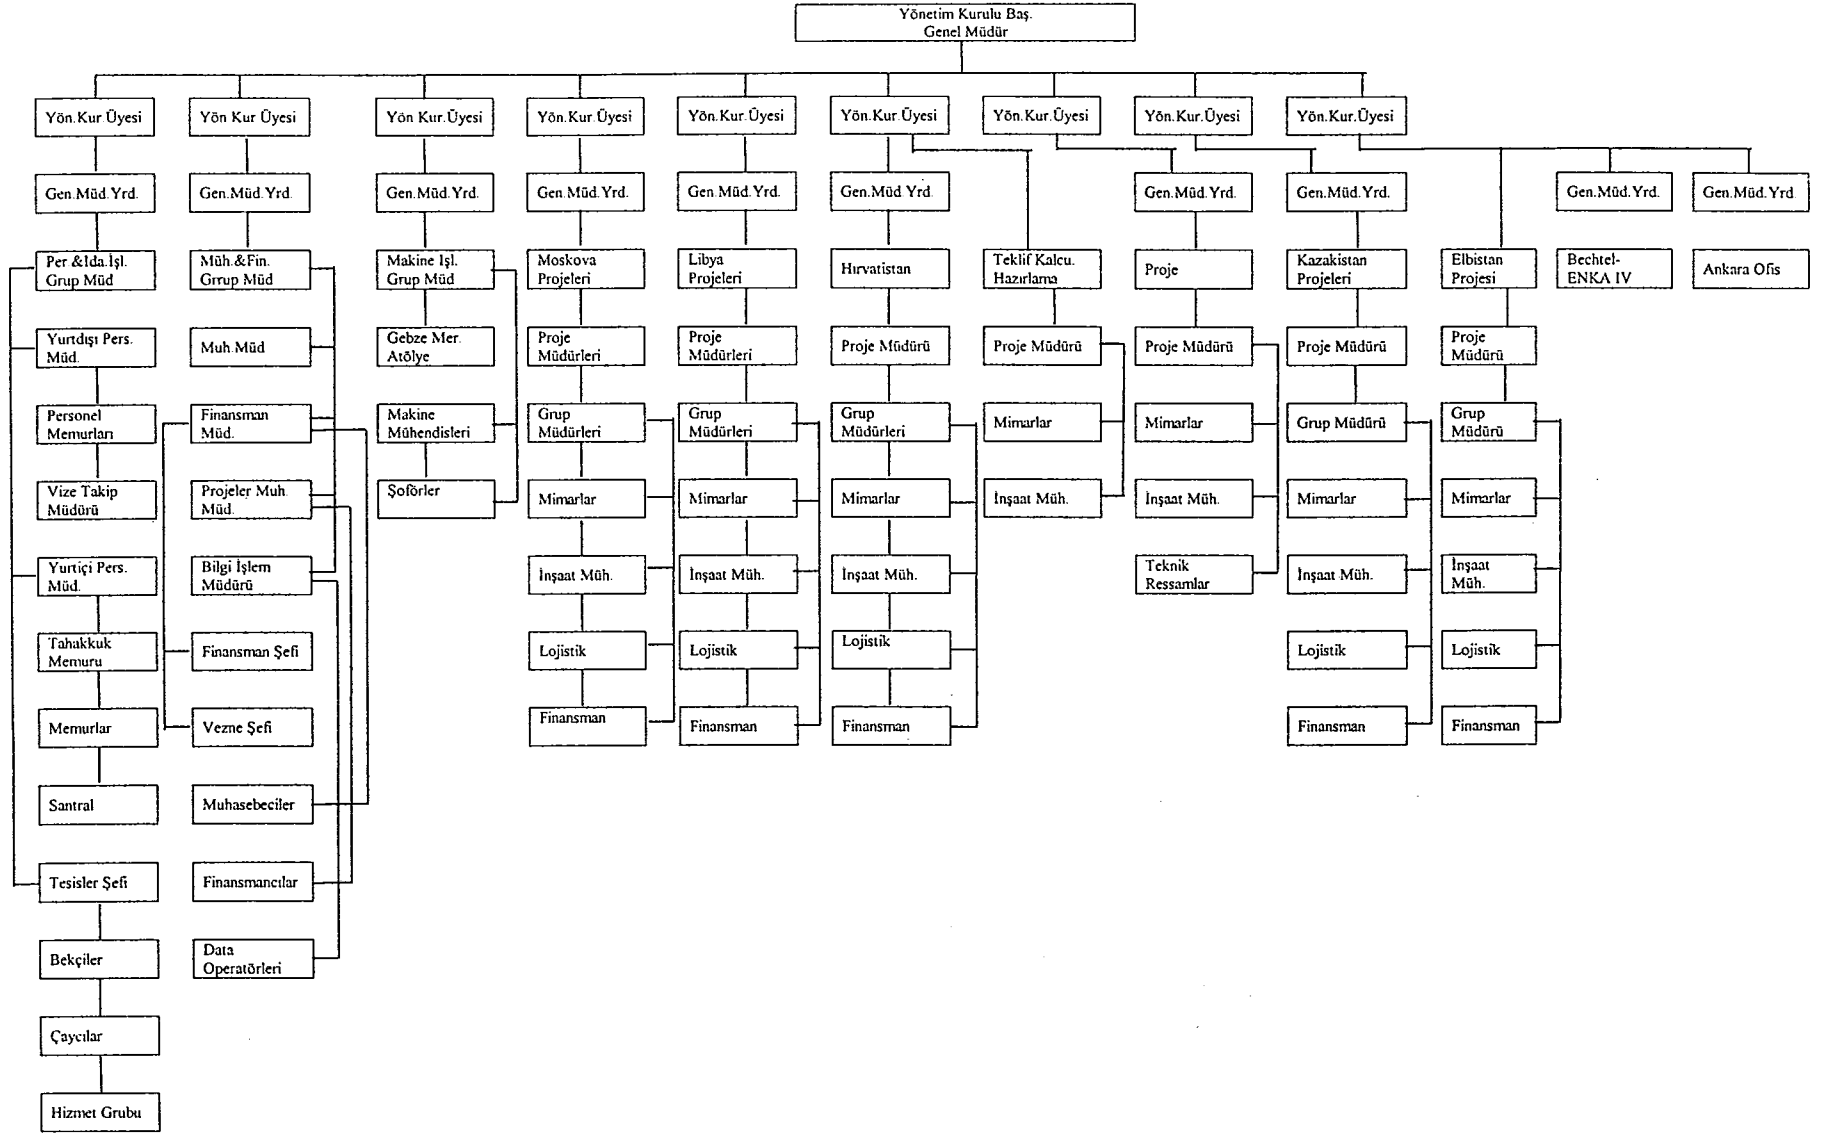 Yönetim Kurulu Baş.
Genel Müdür
Yön.Kur.Üyesi
Yön Kur Üyesi
Yön Kur.Üyesi
Yön.Kur.Üyesi
Yön.Kur.Üyesi
Yön.Kur.Üyesi
Yön.Kur.Üyesi
Yön.Kur.Üyesi
Yön.Kur.Üyesi
Gen.Müd.Yrd.
Gen.Müd.Yrd.
Gen.Müd.Yrd.
Gen.Müd.Yrd.
Gen.Müd.Yrd.
Gen.Müd.Yrd.
Gen.Müd.Yrd.
Gen.Müd.Yrd.
Gen.Müd.Yrd.
Gen.Müd.Yrd.
Per &Ida.İşl.
Grup Müd
Müh.&Fin.
Grrup Müd
Makine İşl.
Grup Müd
Moskova
Projeleri
Libya
Projeleri
Hırvatistan
Teklif Kalcu.
Hazırlama
Proje
Kazakistan
Projeleri
Elbistan
Projesi
Bechtel-
ENKA IV
Ankara Ofis
Yurtdışı Pers.
Müd.
Muh.Müd
Gebze Mer.
Atölye
Proje
Müdürleri
Proje
Müdürleri
Proje Müdürü
Proje Müdürü
Proje Müdürü
Proje Müdürü
Proje
Müdürü
Personel
Memurları
Finansman
Müd.
Makine
Mühendisleri
Grup
Müdürleri
Grup
Müdürleri
Grup
Müdürleri
Mimarlar
Mimarlar
Grup Müdürü
Grup
Müdürü
Vize Takip
Müdürü
Projeler Muh.
Müd.
Şoförler
Mimarlar
Mimarlar
Mimarlar
İnşaat Müh.
İnşaat Müh.
Mimarlar
Mimarlar
Yurtiçi Pers.
Müd.
Bilgi İşlem
Müdürü
İnşaat Müh.
İnşaat Müh.
İnşaat Müh.
Teknik
Ressamlar
İnşaat Müh.
İnşaat
Müh.
Tahakkuk
Memuru
Finansman Şefi
Lojistik
Lojistik
Lojistik
Lojistik
Lojistik
Memurlar
Vezne Şefi
Finansman
Finansman
Finansman
Finansman
Finansman
Santral
Muhasebeciler
Tesisler Şefi
Finansmancılar
Bekçiler
Data
Operatörleri
Çaycılar
Hizmet Grubu